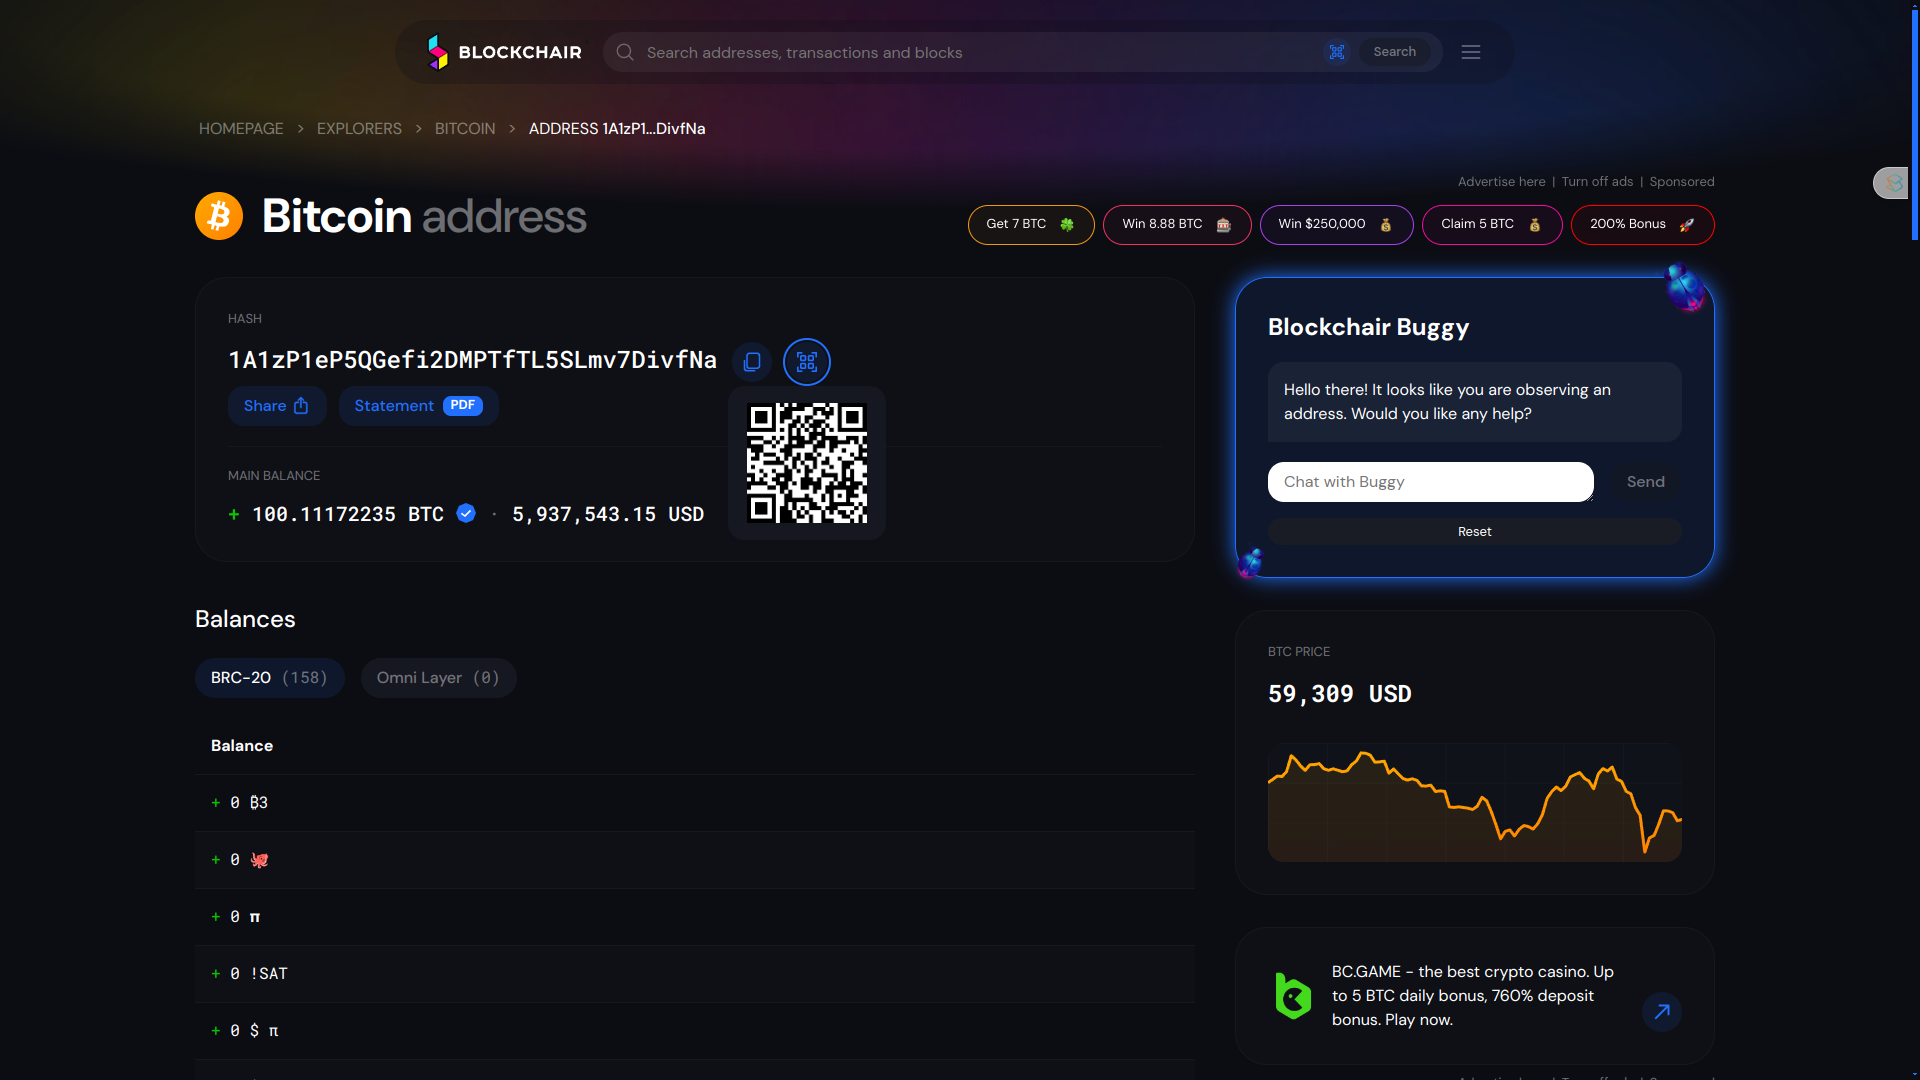 BLOCKCHAIR
Search addresses, transactions and blocks
Search
HOMEPAGE > EXPLORERS > BITCOIN > ADDRESS 1A1zP1...DivfNa
Advertise here | Turn off ads | Sponsored
Bitcoin address
Get 7 BTC 🍀
Win 8.88 BTC 🎰
Win $250,000 💰
Claim 5 BTC 💰
200% Bonus 🚀
HASH
1A1zP1eP5QGefi2DMPTfTL5SLmv7DivfNa
Share
Statement PDF
MAIN BALANCE
+ 100.11172235 BTC · 5,937,543.15 USD
Blockchair Buggy
Hello there! It looks like you are observing an
address. Would you like any help?
Chat with Buggy
Send
Reset
Balances
BRC-20 (158)
Omni Layer (0)
Balance
+ 0 ₿3
+ 0 🐙
+ 0 π
+ 0 !SAT
+ 0 $ π
BTC PRICE
59,309 USD
BC.GAME - the best crypto casino. Up
to 5 BTC daily bonus, 760% deposit
bonus. Play now.